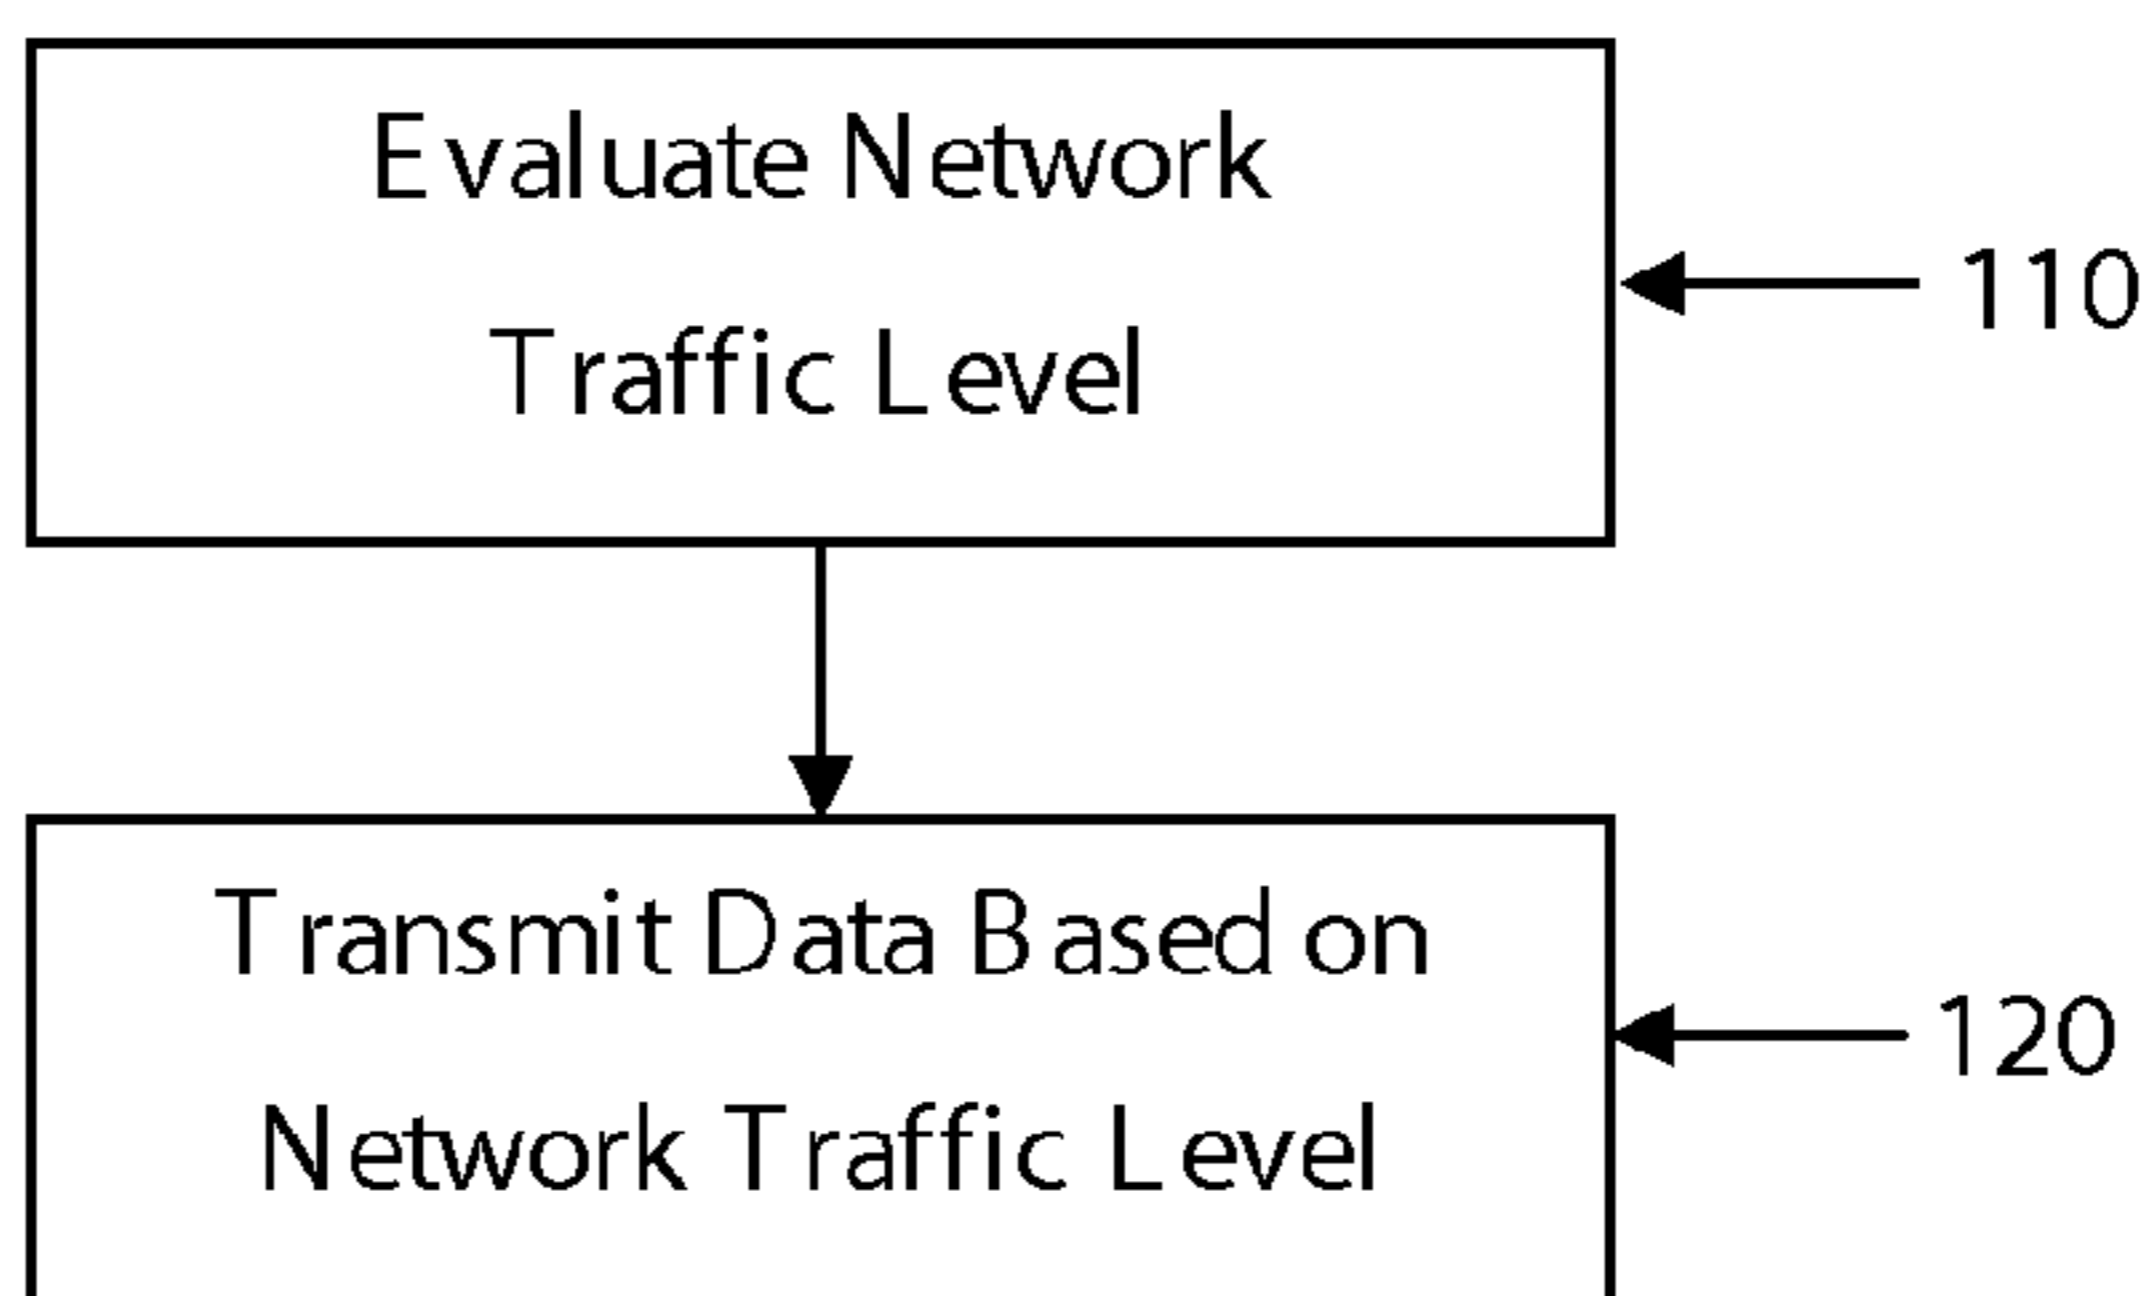 Evaluate Network
Traffic Level
110
Transmit Data Based on
Network Traffic Level
120